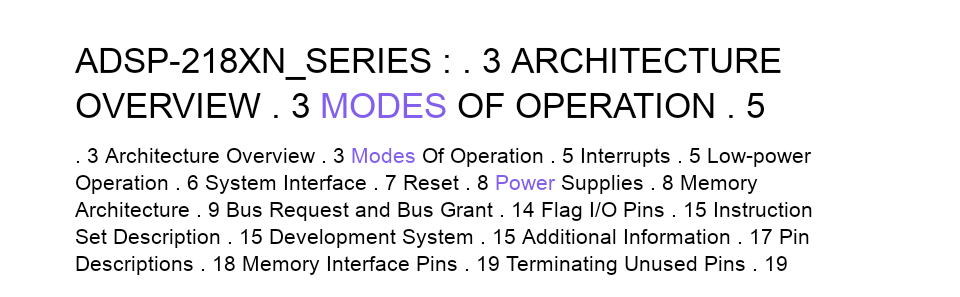 ADSP-218XN_SERIES : . 3 ARCHITECTURE
OVERVIEW . 3 MODES OF OPERATION . 5
. 3 Architecture Overview . 3 Modes Of Operation . 5 Interrupts . 5 Low-power
Operation . 6 System Interface . 7 Reset . 8 Power Supplies . 8 Memory
Architecture . 9 Bus Request and Bus Grant . 14 Flag I/O Pins . 15 Instruction
Set Description . 15 Development System . 15 Additional Information . 17 Pin
Descriptions . 18 Memory Interface Pins . 19 Terminating Unused Pins . 19